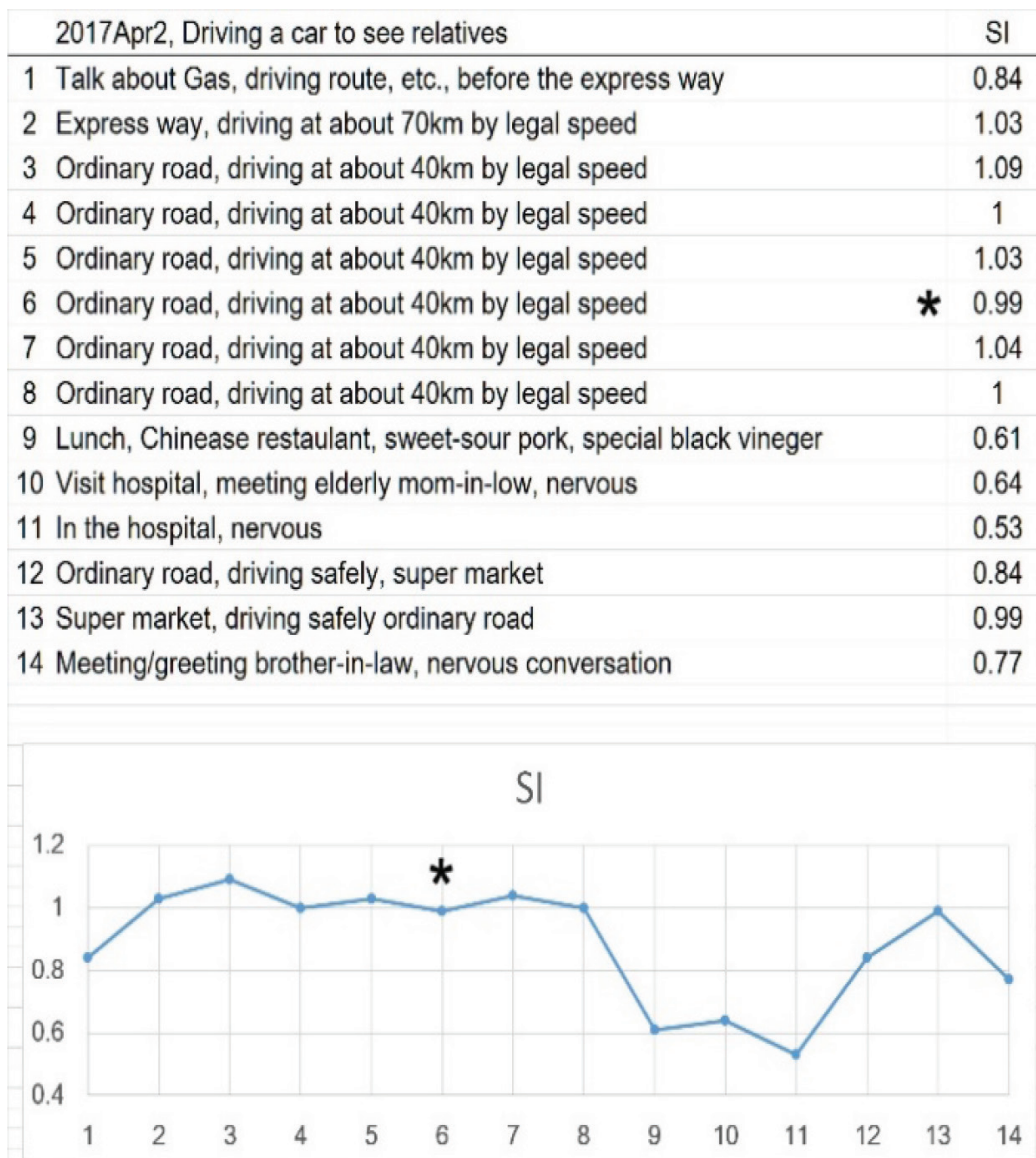 2017Apr2, Driving a car to see relatives SI
1 Talk about Gas, driving route, etc., before the express way 0.84
2 Express way, driving at about 70km by legal speed 1.03
3 Ordinary road, driving at about 40km by legal speed 1.09
4 Ordinary road, driving at about 40km by legal speed 1
5 Ordinary road, driving at about 40km by legal speed 1.03
6 Ordinary road, driving at about 40km by legal speed * 0.99
7 Ordinary road, driving at about 40km by legal speed 1.04
8 Ordinary road, driving at about 40km by legal speed 1
9 Lunch, Chinease restaulant, sweet-sour pork, special black vineger 0.61
10 Visit hospital, meeting elderly mom-in-low, nervous 0.64
11 In the hospital, nervous 0.53
12 Ordinary road, driving safely, super market 0.84
13 Super market, driving safely ordinary road 0.99
14 Meeting/greeting brother-in-law, nervous conversation 0.77
SI
1.2
*
1
0.8
0.6
0.4
1 2 3 4 5 6 7 8 9 10 11 12 13 14